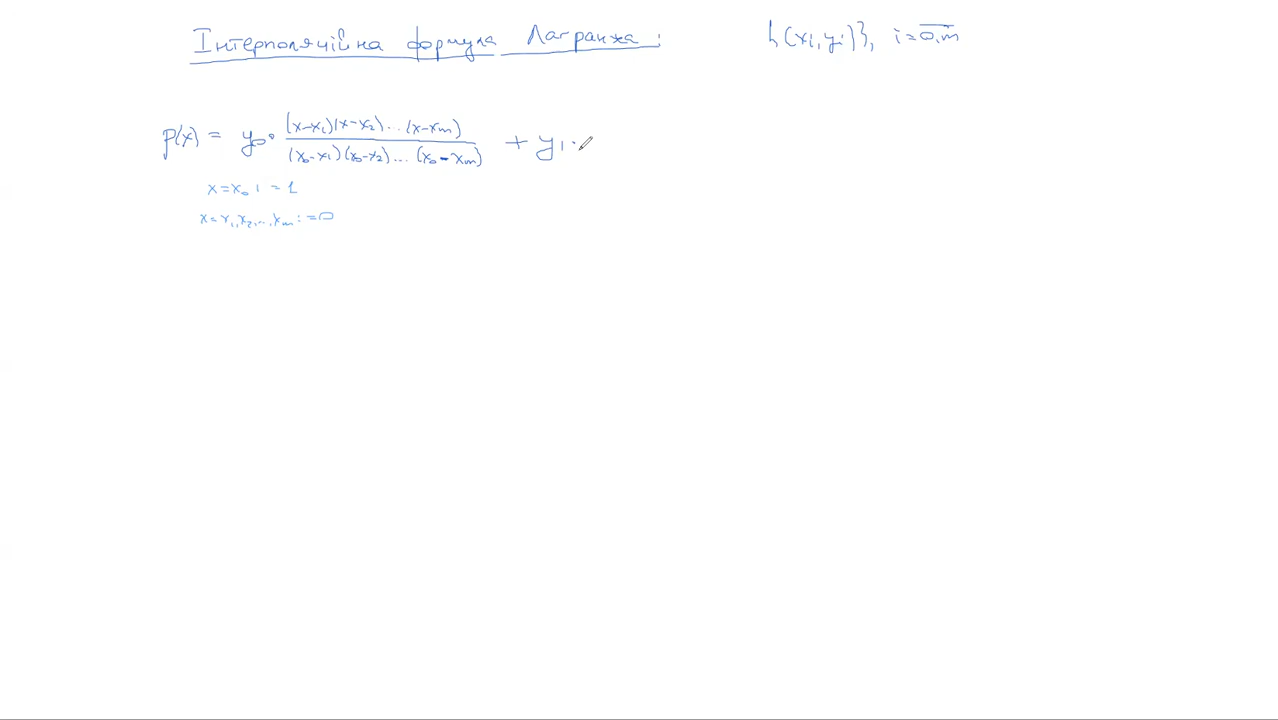 Інтерполяційна формула Лагранжа: {(xi, yi)}, i = 0,m
p(x) = y₀ · (x-x₁)(x-x₂)...(x-xₘ) / (x₀-x₁)(x₀-x₂)...(x₀-xₘ) + y₁ ·
x=x₀: =1
x=x₁,x₂,...,xₘ: =0